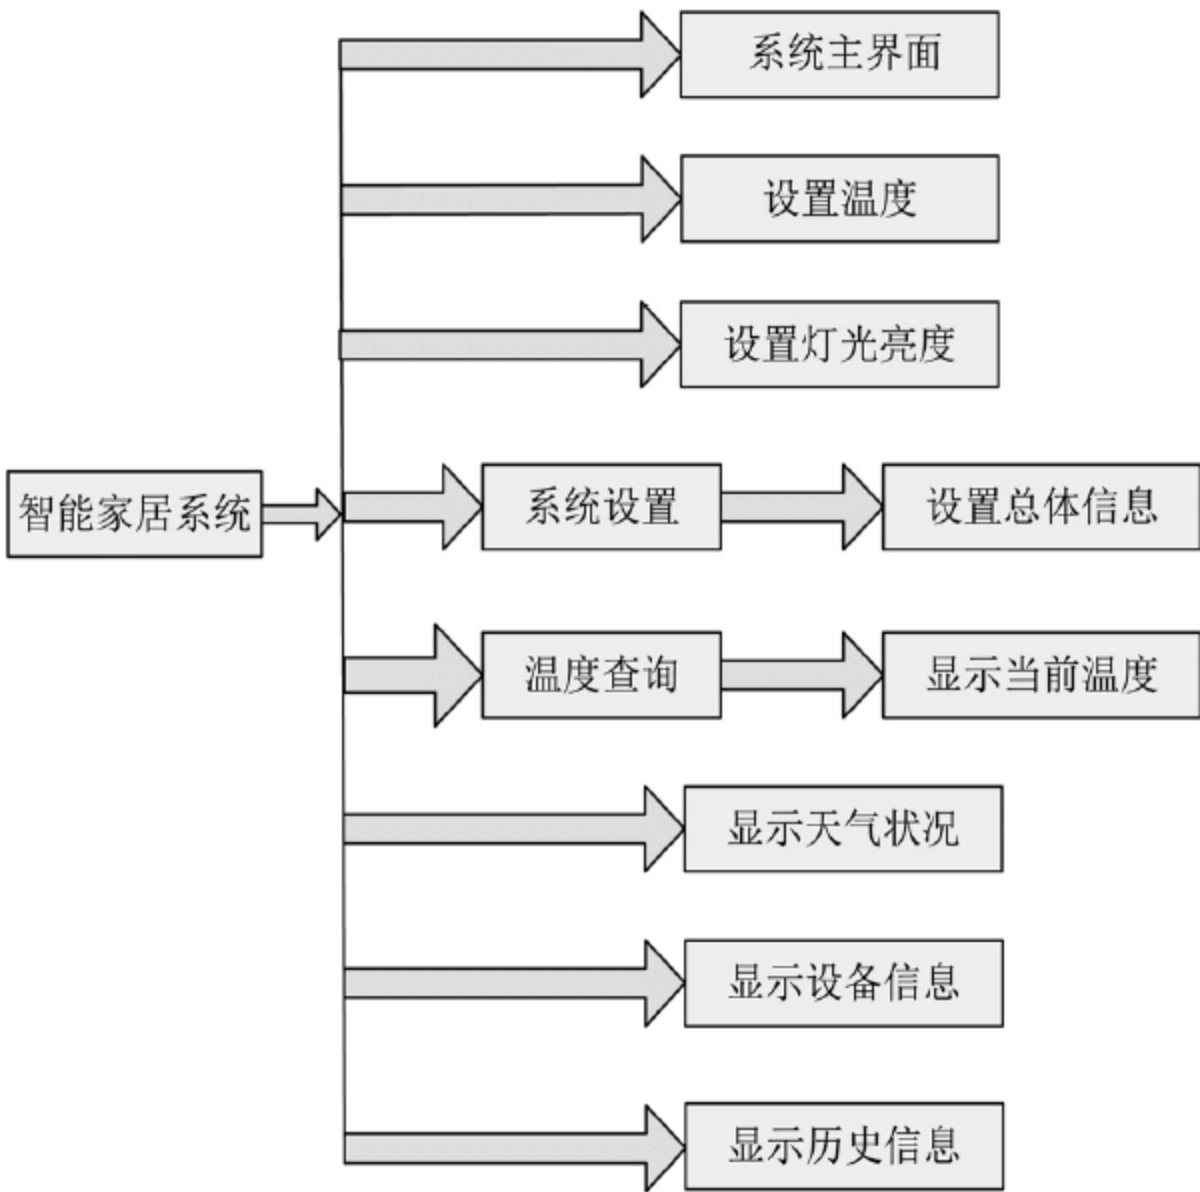 系统主界面
设置温度
设置灯光亮度
智能家居系统
系统设置
设置总体信息
温度查询
显示当前温度
显示天气状况
显示设备信息
显示历史信息